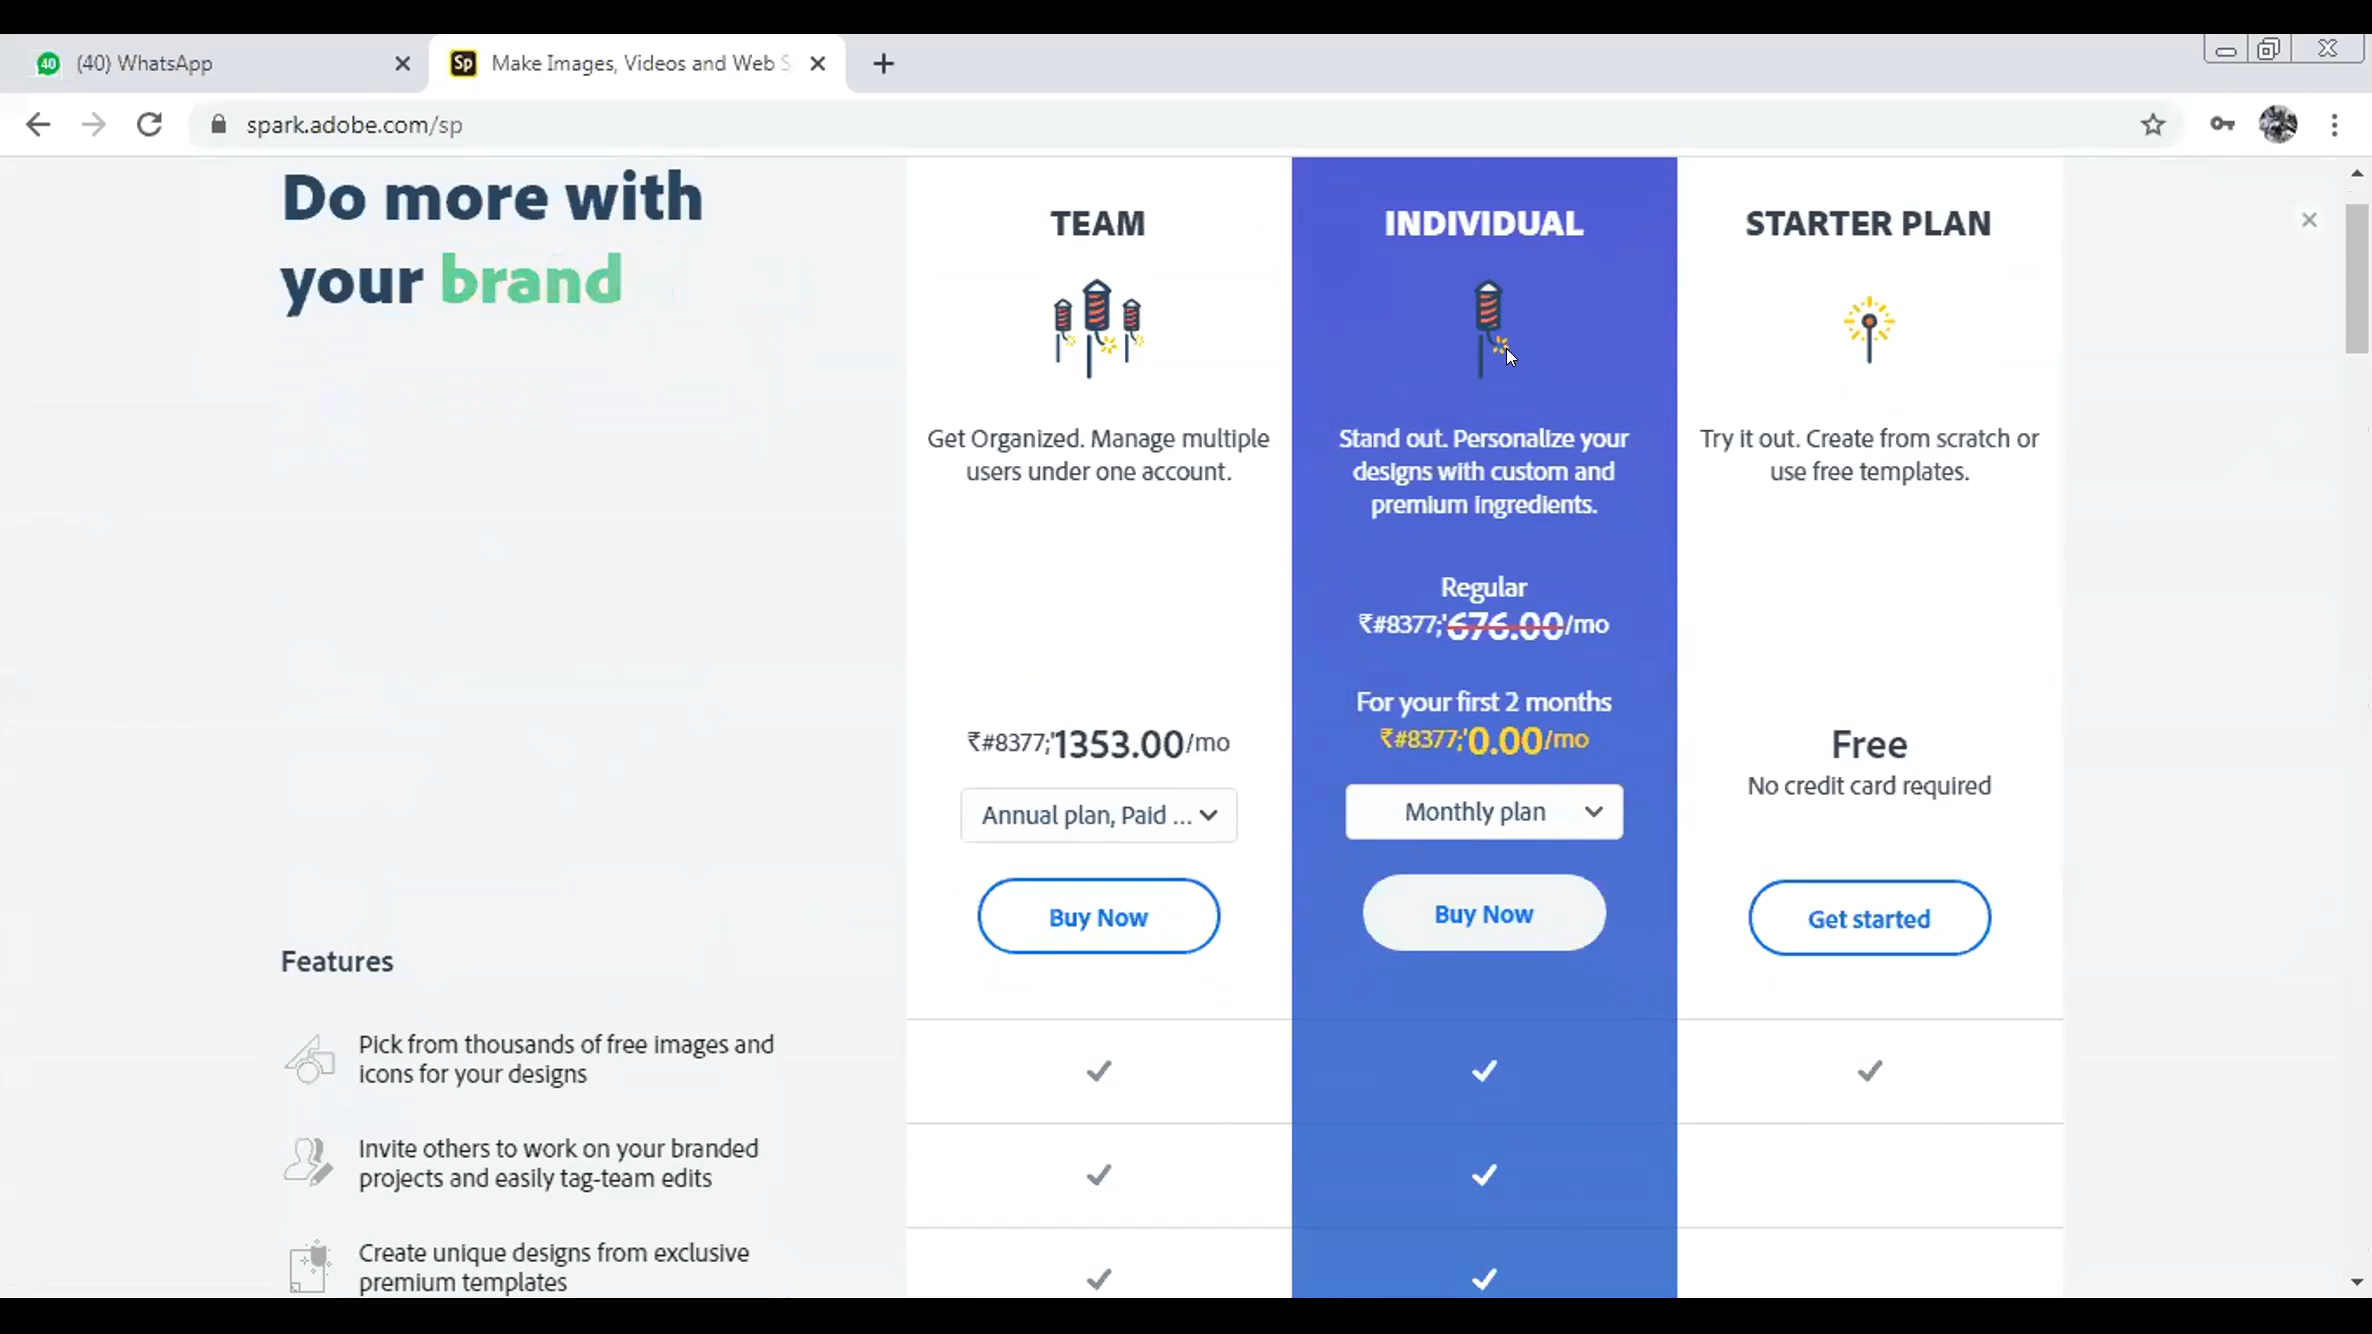 40
(40) WhatsApp
Sp
Make Images, Videos and Web S
spark.adobe.com/sp
Do more with
your brand
TEAM
Get Organized. Manage multiple
users under one account.
₹#8377;'1353.00/mo
Annual plan, Paid ...
Buy Now
INDIVIDUAL
Stand out. Personalize your
designs with custom and
premium ingredients.
Regular
₹#8377;'676.00/mo
For your first 2 months
₹#8377;'0.00/mo
Monthly plan
Buy Now
STARTER PLAN
Try it out. Create from scratch or
use free templates.
Free
No credit card required
Get started
Features
Pick from thousands of free images and
icons for your designs
Invite others to work on your branded
projects and easily tag-team edits
Create unique designs from exclusive
premium templates